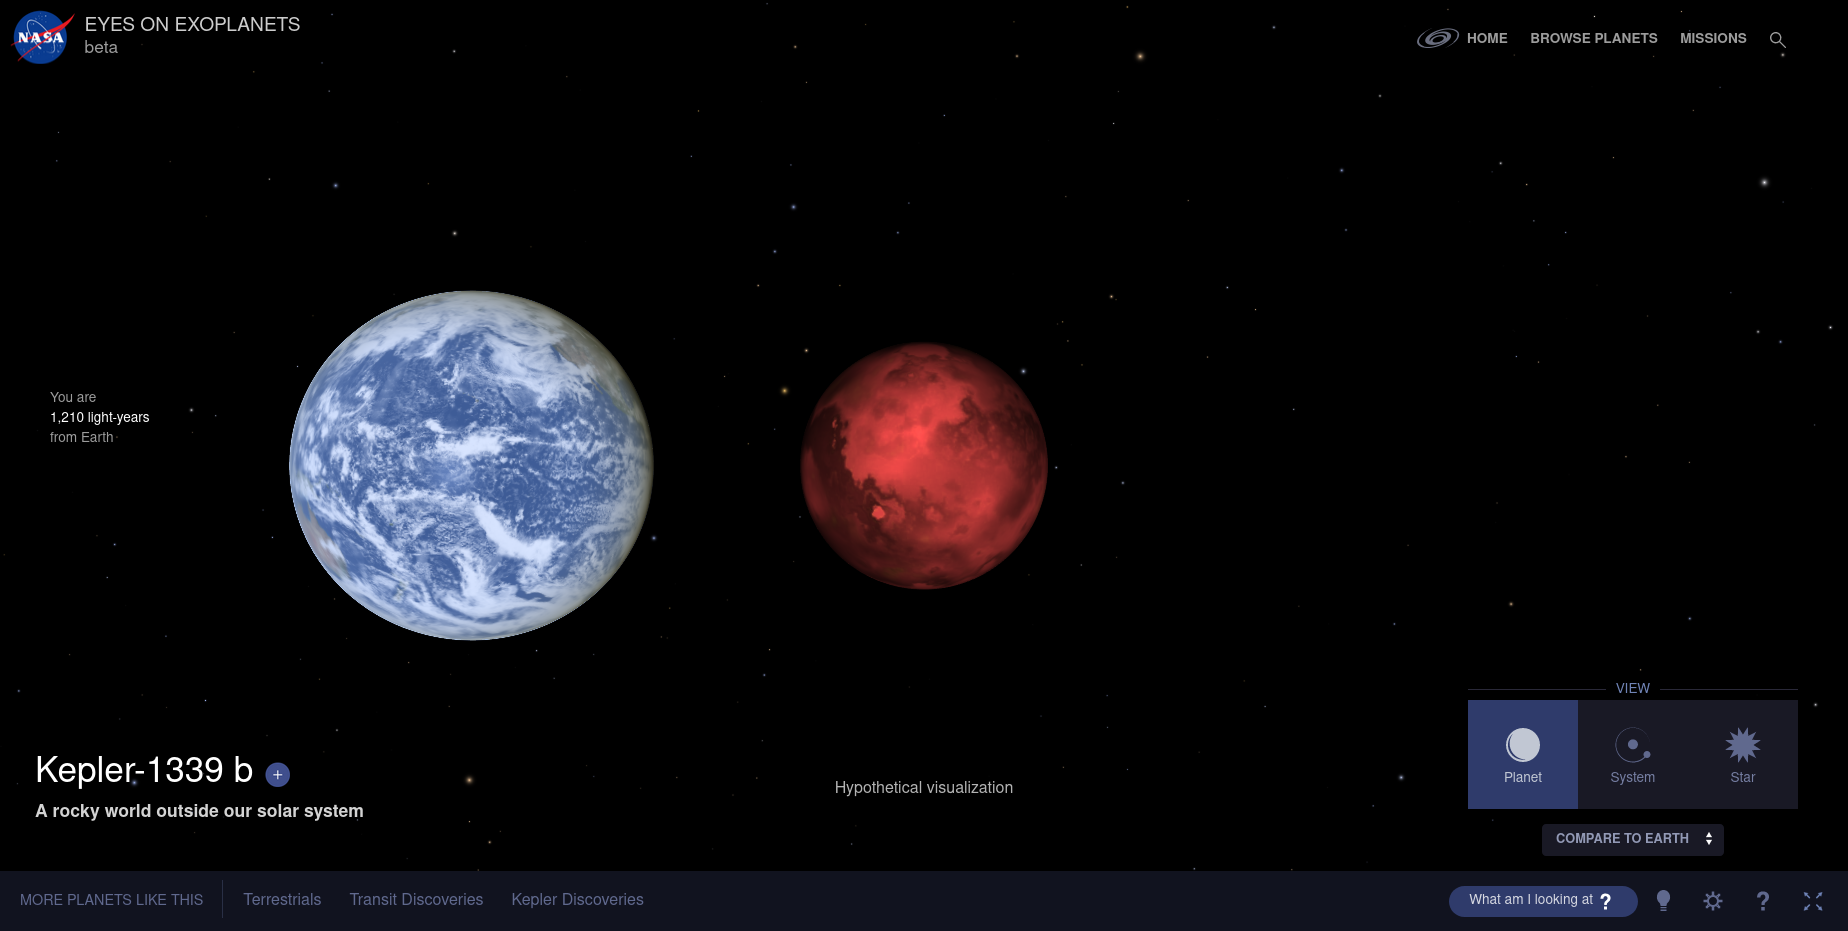 NASA
EYES ON EXOPLANETS
beta
HOME
BROWSE PLANETS
MISSIONS
You are
1,210 light-years
from Earth
Kepler-1339 b +
A rocky world outside our solar system
Hypothetical visualization
VIEW
Planet
System
Star
COMPARE TO EARTH
MORE PLANETS LIKE THIS
Terrestrials
Transit Discoveries
Kepler Discoveries
What am I looking at ?
?